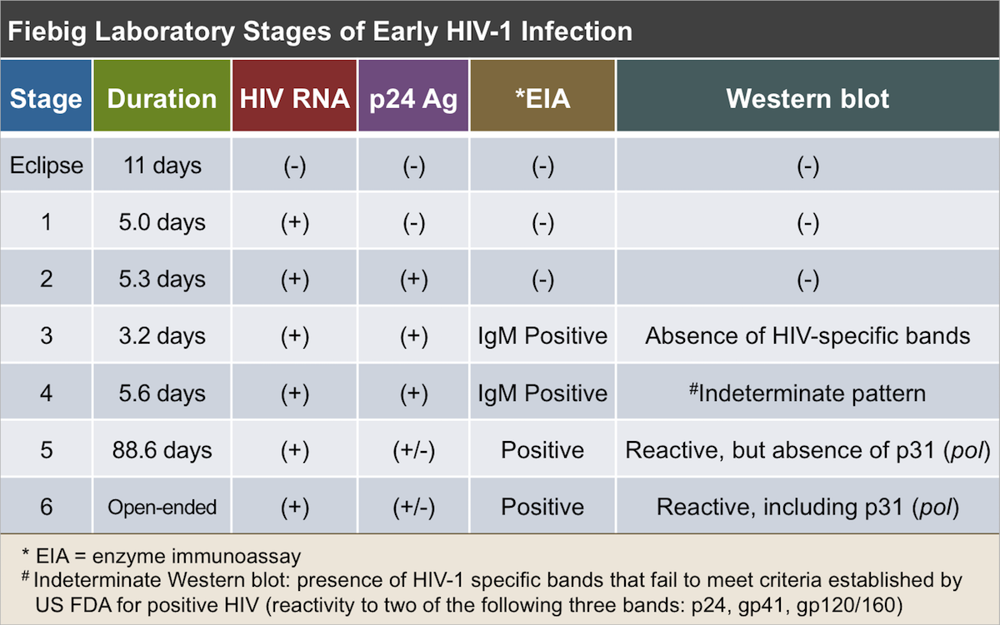 Fiebig Laboratory Stages of Early HIV-1 Infection
Stage Duration HIV RNA p24 Ag *EIA Western blot
Eclipse 11 days (-) (-) (-) (-)
1 5.0 days (+) (-) (-) (-)
2 5.3 days (+) (+) (-) (-)
3 3.2 days (+) (+) IgM Positive Absence of HIV-specific bands
4 5.6 days (+) (+) IgM Positive #Indeterminate pattern
5 88.6 days (+) (+/-) Positive Reactive, but absence of p31 (pol)
6 Open-ended (+) (+/-) Positive Reactive, including p31 (pol)
* EIA = enzyme immunoassay
# Indeterminate Western blot: presence of HIV-1 specific bands that fail to meet criteria established by
US FDA for positive HIV (reactivity to two of the following three bands: p24, gp41, gp120/160)